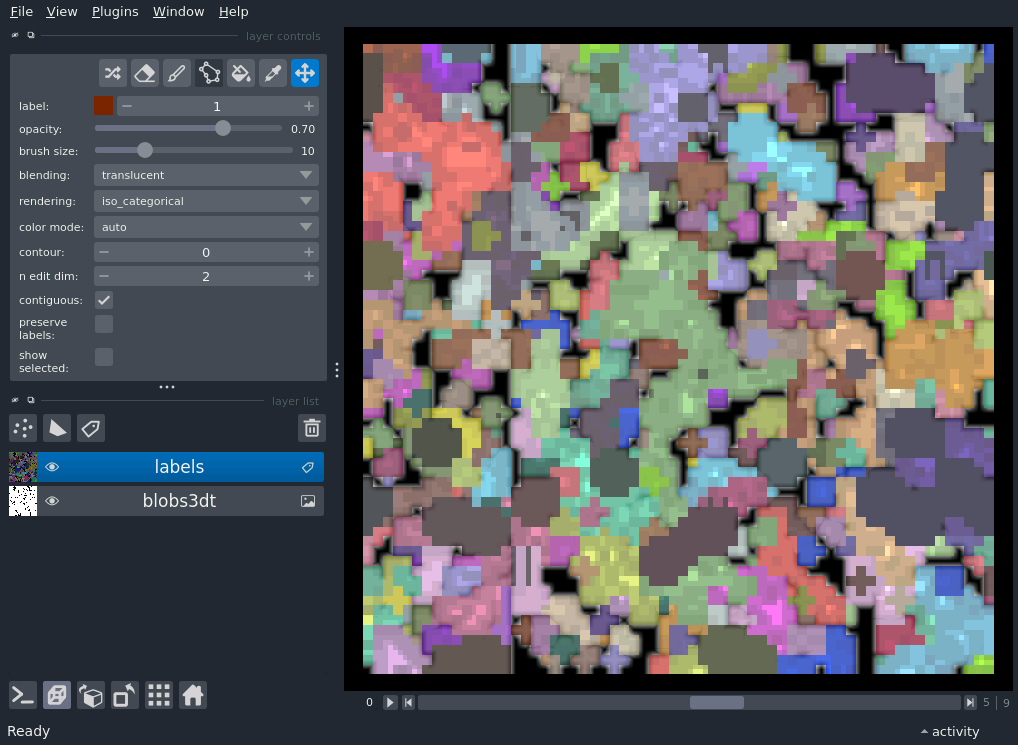 File View Plugins Window Help
layer controls
label: 1
opacity: 0.70
brush size: 10
blending: translucent
rendering: iso_categorical
color mode: auto
contour: 0
n edit dim: 2
contiguous:
preserve
labels:
show
selected:
layer list
labels
blobs3dt
0 5 9
Ready activity